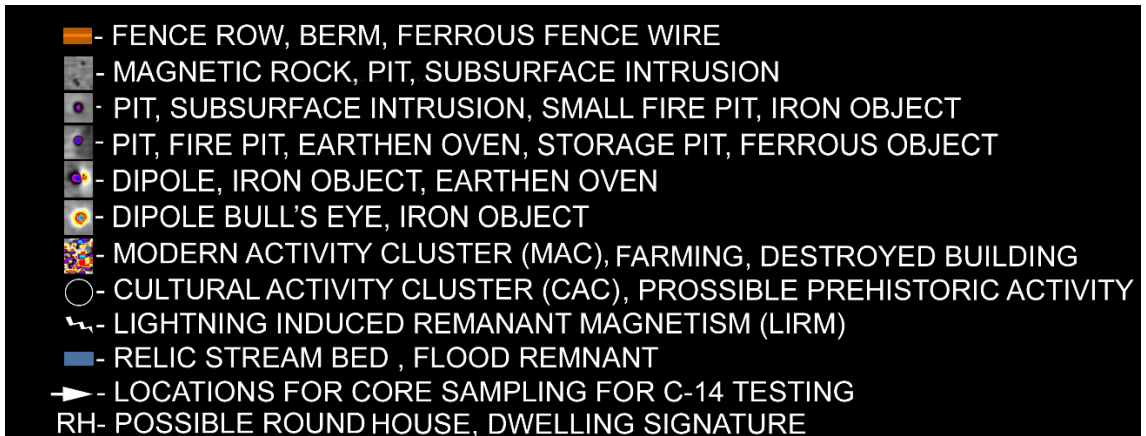 - FENCE ROW, BERM, FERROUS FENCE WIRE
- MAGNETIC ROCK, PIT, SUBSURFACE INTRUSION
- PIT, SUBSURFACE INTRUSION, SMALL FIRE PIT, IRON OBJECT
- PIT, FIRE PIT, EARTHEN OVEN, STORAGE PIT, FERROUS OBJECT
- DIPOLE, IRON OBJECT, EARTHEN OVEN
- DIPOLE BULL'S EYE, IRON OBJECT
- MODERN ACTIVITY CLUSTER (MAC), FARMING, DESTROYED BUILDING
- CULTURAL ACTIVITY CLUSTER (CAC), PROSSIBLE PREHISTORIC ACTIVITY
- LIGHTNING INDUCED REMANANT MAGNETISM (LIRM)
- RELIC STREAM BED , FLOOD REMNANT
- LOCATIONS FOR CORE SAMPLING FOR C-14 TESTING
RH- POSSIBLE ROUND HOUSE, DWELLING SIGNATURE